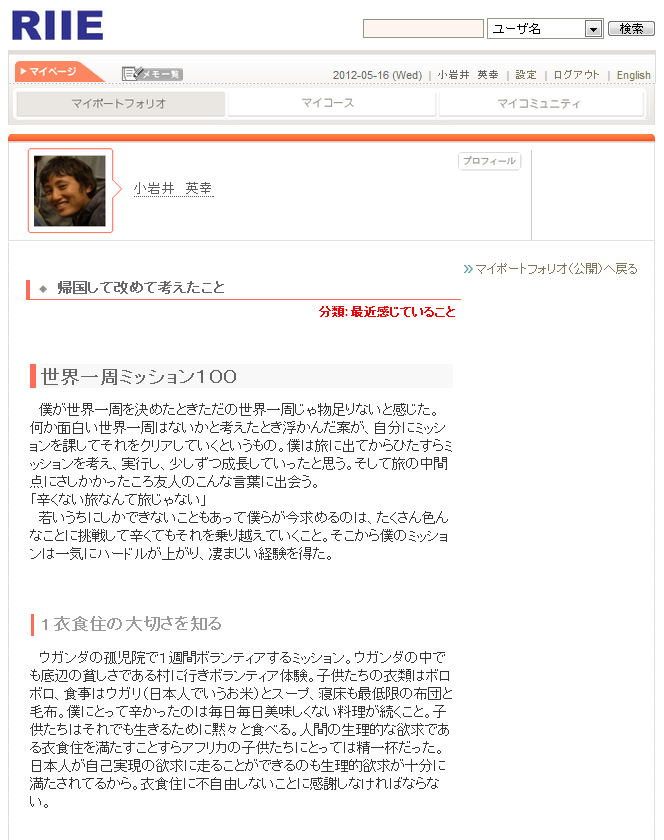 RIIE
ユーザ名
検索
マイページ
メモ一覧
2012-05-16 (Wed) | 小岩井 英幸 | 設定 | ログアウト | English
マイポートフォリオ
マイコース
マイコミュニティ
プロフィール
小岩井 英幸
マイポートフォリオ(公開)へ戻る
帰国して改めて考えたこと
分類: 最近感じていること
世界一周ミッション100
僕が世界一周を決めたときただの世界一周じゃ物足りないと感じた。
何か面白い世界一周はないかと考えたとき浮かんだ案が、自分にミッシ
ョンを課してそれをクリアしていくというもの。僕は旅に出てからひたすらミ
ッションを考え、実行し、少しずつ成長していったと思う。そして旅の中間
点にさしかかったころ友人のこんな言葉に出会う。
「辛くない旅なんて旅じゃない」
若いうちにしかできないこともあって僕らが今求めるのは、たくさん色ん
なことに挑戦して辛くてもそれを乗り越えていくこと。そこから僕のミッショ
ンは一気にハードルが上がり、凄まじい経験を得た。
1 衣食住の大切さを知る
ウガンダの孤児院で1週間ボランティアするミッション。ウガンダの中で
も底辺の貧しさである村に行きボランティア体験。子供たちの衣類はボロ
ボロ、食事はウガリ(日本人でいうお米)とスープ、寝床も最低限の布団と
毛布。僕にとって辛かったのは毎日毎日美味しくない料理が続くこと。子
供たちはそれでも生きるために黙々と食べる。人間の生理的な欲求であ
る衣食住を満たすことすらアフリカの子供たちにとっては精一杯だった。
日本人が自己実現の欲求に走ることができるのも生理的欲求が十分に
満たされてるから。衣食住に不自由しないことに感謝しなければならな
い。